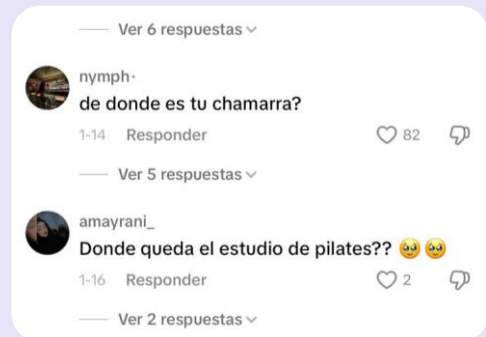 Ver 6 respuestas
nymph·
de donde es tu chamarra?
1-14 Responder 82
Ver 5 respuestas
amayrani_
Donde queda el estudio de pilates?? 🥹🥹
1-16 Responder 2
Ver 2 respuestas